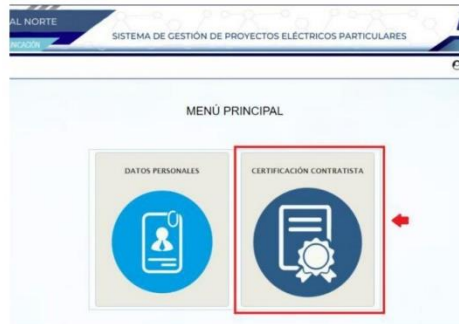 AL NORTE
SISTEMA DE GESTIÓN DE PROYECTOS ELÉCTRICOS PARTICULARES
MENÚ PRINCIPAL
DATOS PERSONALES
CERTIFICACIÓN CONTRATISTA